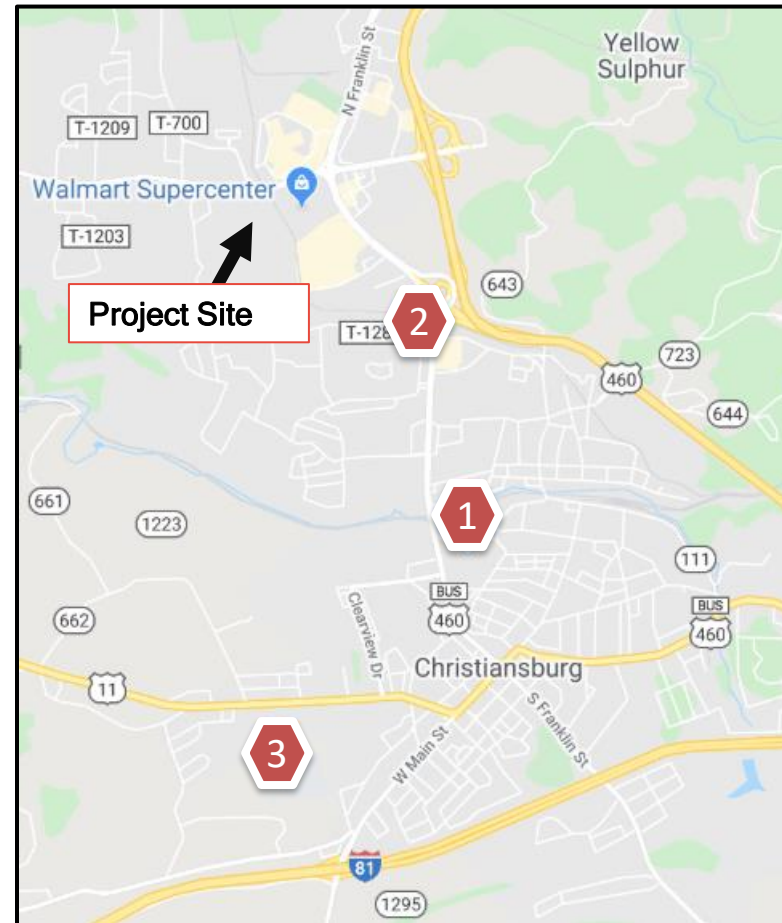 Yellow
Sulphur
N Franklin St
T-1209
T-700
Walmart Supercenter
T-1203
643
Project Site
2
T-128
723
460
644
661
1
1223
111
BUS
460
BUS
460
662
Clearview Dr
Christiansburg
11
S Franklin St
3
W Main St
81
1295